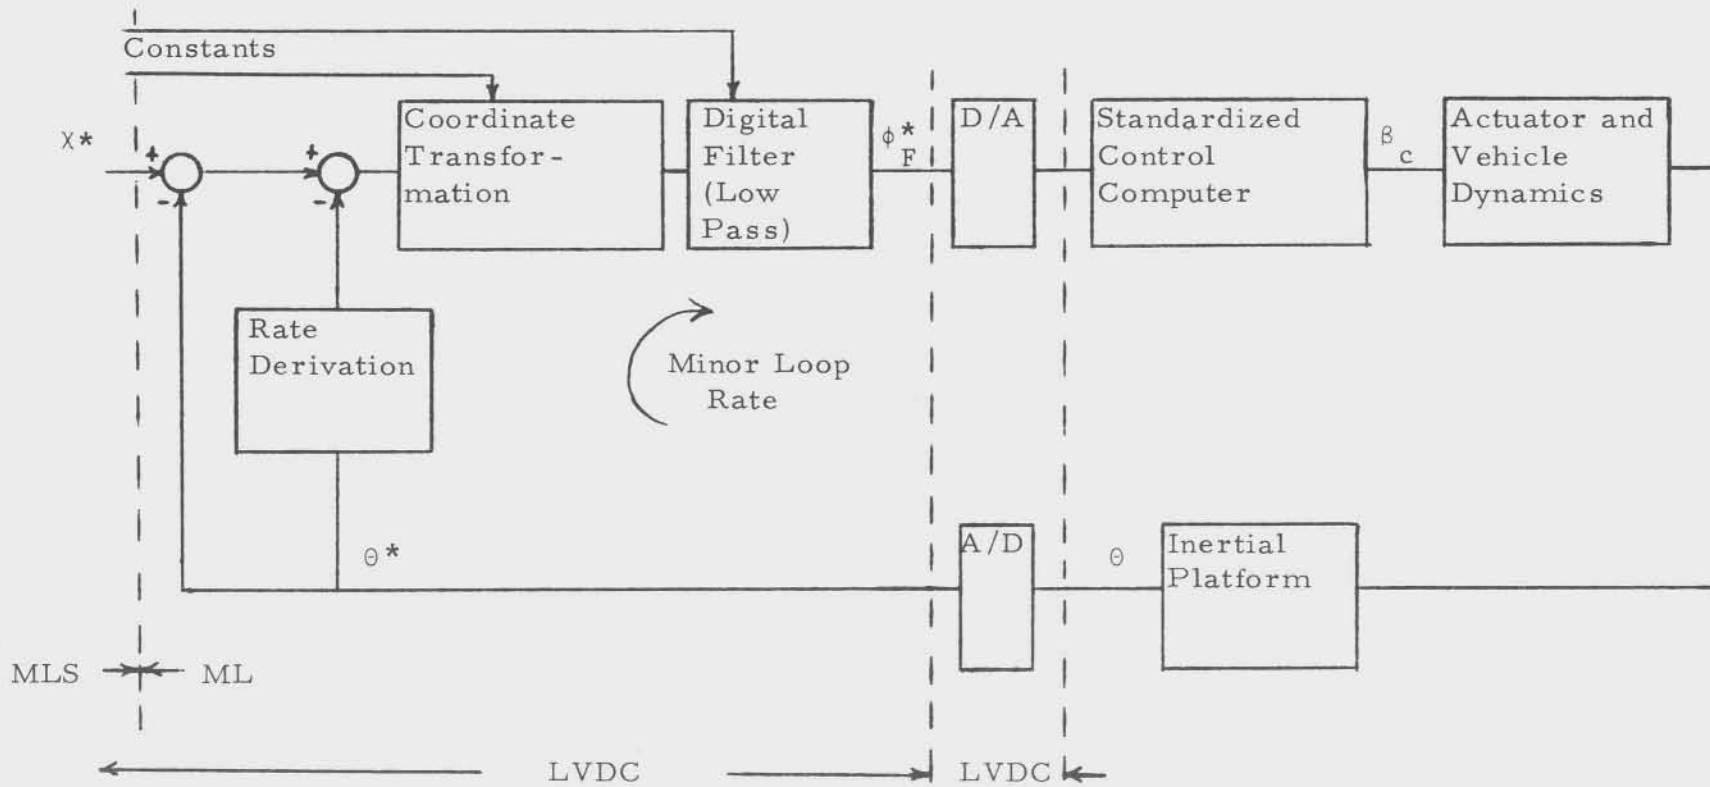 Constants
χ*
+
-
+
-
Coordinate
Transfor-
mation
Digital
Filter
(Low
Pass)
ϕ*
F
D/A
Standardized
Control
Computer
β
c
Actuator and
Vehicle
Dynamics
Rate
Derivation
Minor Loop
Rate
θ*
A/D
θ
Inertial
Platform
MLS
ML
LVDC
LVDC